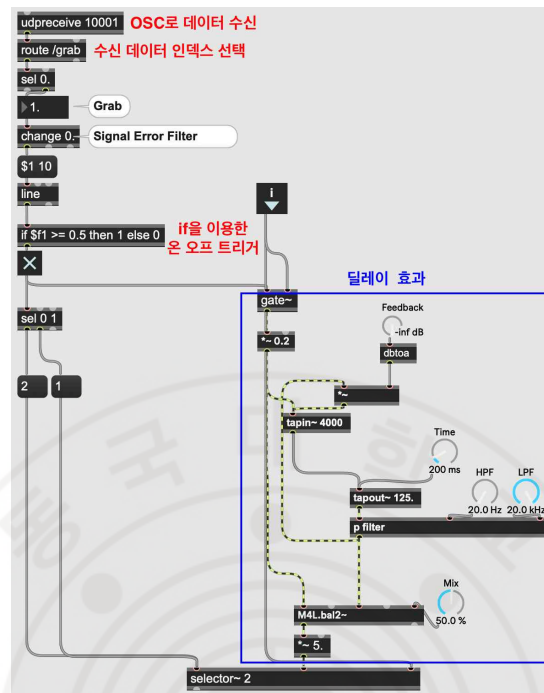 udpreceive 10001
OSC로 데이터 수신
route /grab
수신 데이터 인덱스 선택
sel 0.
1.
Grab
change 0.
Signal Error Filter
$1 10
line
i
if $f1 >= 0.5 then 1 else 0
if을 이용한
온 오프 트리거
딜레이 효과
gate~
sel 0 1
*~ 0.2
Feedback
-inf dB
dbtoa
2
1
*~
tapin~ 4000
Time
200 ms
HPF
LPF
tapout~ 125.
20.0 Hz
20.0 kHz
p filter
Mix
M4L.bal2~
50.0 %
*~ 5.
selector~ 2